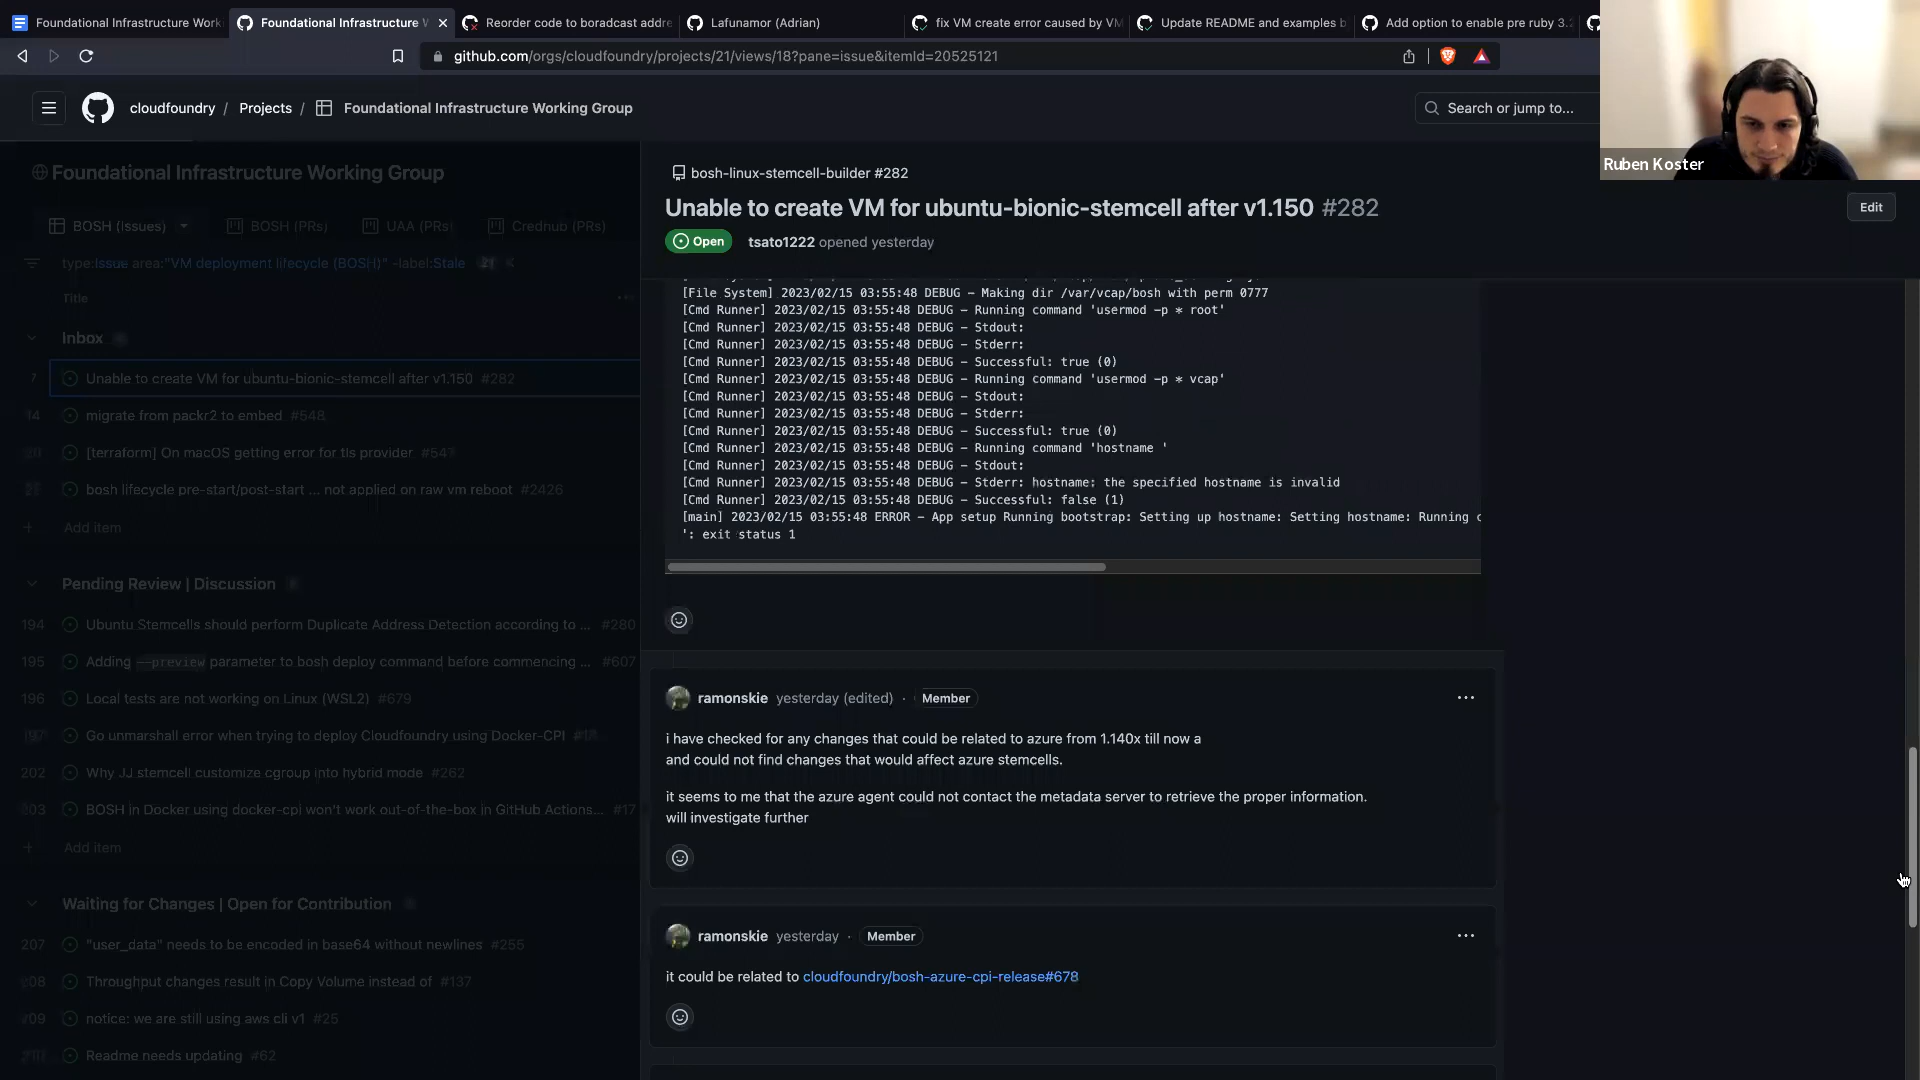 Foundational Infrastructure Work
Foundational Infrastructure W
Reorder code to boradcast addre
Lafunamor (Adrian)
fix VM create error caused by VM
Update README and examples b
Add option to enable pre ruby 3.2
github.com/orgs/cloudfoundry/projects/21/views/18?pane=issue&itemId=20525121
cloudfoundry / Projects / Foundational Infrastructure Working Group
Search or jump to...
Ruben Koster
Foundational Infrastructure Working Group
BOSH (Issues)
BOSH (PRs)
UAA (PRs)
Credhub (PRs)
type:Issue area:"VM deployment lifecycle (BOSH)" -label:Stale
Title
Inbox
7 Unable to create VM for ubuntu-bionic-stemcell after v1.150 #282
14 migrate from packr2 to embed #548
[terraform] On macOS getting error for tls provider
bosh lifecycle pre-start/post-start ... not applied on raw vm reboot #2426
Add item
Pending Review | Discussion
194 Ubuntu Stemcells should perform Duplicate Address Detection according to ... #280
195 Adding --preview parameter to bosh deploy command before commencing ... #607
196 Local tests are not working on Linux (WSL2) #679
197 Go unmarshall error when trying to deploy Cloudfoundry using Docker-CPI
202 Why JJ stemcell customize cgroup into hybrid mode #262
203 BOSH in Docker using docker-cpi won't work out-of-the-box in GitHub Actions... #17
Add item
Waiting for Changes | Open for Contribution
207 "user_data" needs to be encoded in base64 without newlines #255
208 Throughput changes result in Copy Volume instead of #137
209 notice: we are still using aws cli v1 #25
Readme needs updating #62
bosh-linux-stemcell-builder #282
Unable to create VM for ubuntu-bionic-stemcell after v1.150 #282
Edit
Open tsato1222 opened yesterday
[File System] 2023/02/15 03:55:48 DEBUG - Making dir /var/vcap/bosh with perm 0777
[Cmd Runner] 2023/02/15 03:55:48 DEBUG - Running command 'usermod -p * root'
[Cmd Runner] 2023/02/15 03:55:48 DEBUG - Stdout:
[Cmd Runner] 2023/02/15 03:55:48 DEBUG - Stderr:
[Cmd Runner] 2023/02/15 03:55:48 DEBUG - Successful: true (0)
[Cmd Runner] 2023/02/15 03:55:48 DEBUG - Running command 'usermod -p * vcap'
[Cmd Runner] 2023/02/15 03:55:48 DEBUG - Stdout:
[Cmd Runner] 2023/02/15 03:55:48 DEBUG - Stderr:
[Cmd Runner] 2023/02/15 03:55:48 DEBUG - Successful: true (0)
[Cmd Runner] 2023/02/15 03:55:48 DEBUG - Running command 'hostname '
[Cmd Runner] 2023/02/15 03:55:48 DEBUG - Stdout:
[Cmd Runner] 2023/02/15 03:55:48 DEBUG - Stderr: hostname: the specified hostname is invalid
[Cmd Runner] 2023/02/15 03:55:48 DEBUG - Successful: false (1)
[main] 2023/02/15 03:55:48 ERROR - App setup Running bootstrap: Setting up hostname: Setting hostname: Running c
': exit status 1
ramonskie yesterday (edited) · Member
i have checked for any changes that could be related to azure from 1.140x till now a
and could not find changes that would affect azure stemcells.
it seems to me that the azure agent could not contact the metadata server to retrieve the proper information.
will investigate further
ramonskie yesterday · Member
it could be related to cloudfoundry/bosh-azure-cpi-release#678